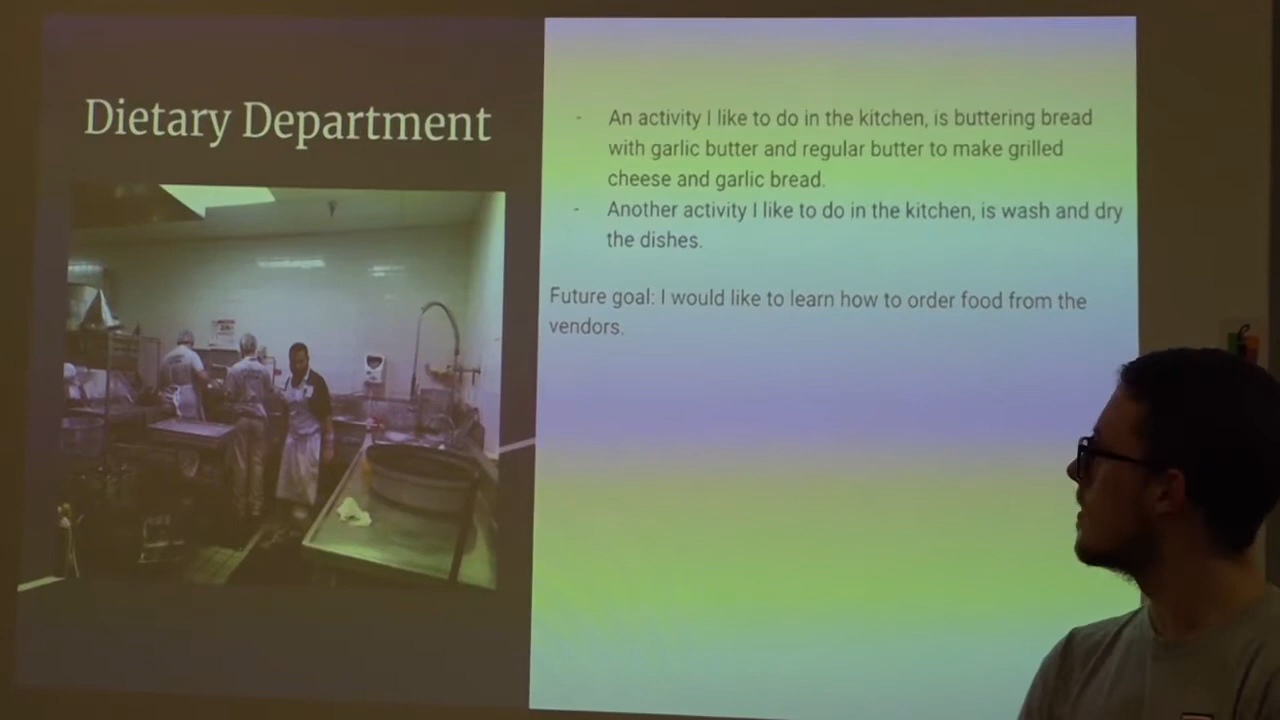 Dietary Department
- An activity I like to do in the kitchen, is buttering bread
with garlic butter and regular butter to make grilled
cheese and garlic bread.
- Another activity I like to do in the kitchen, is wash and dry
the dishes.
Future goal: I would like to learn how to order food from the
vendors.